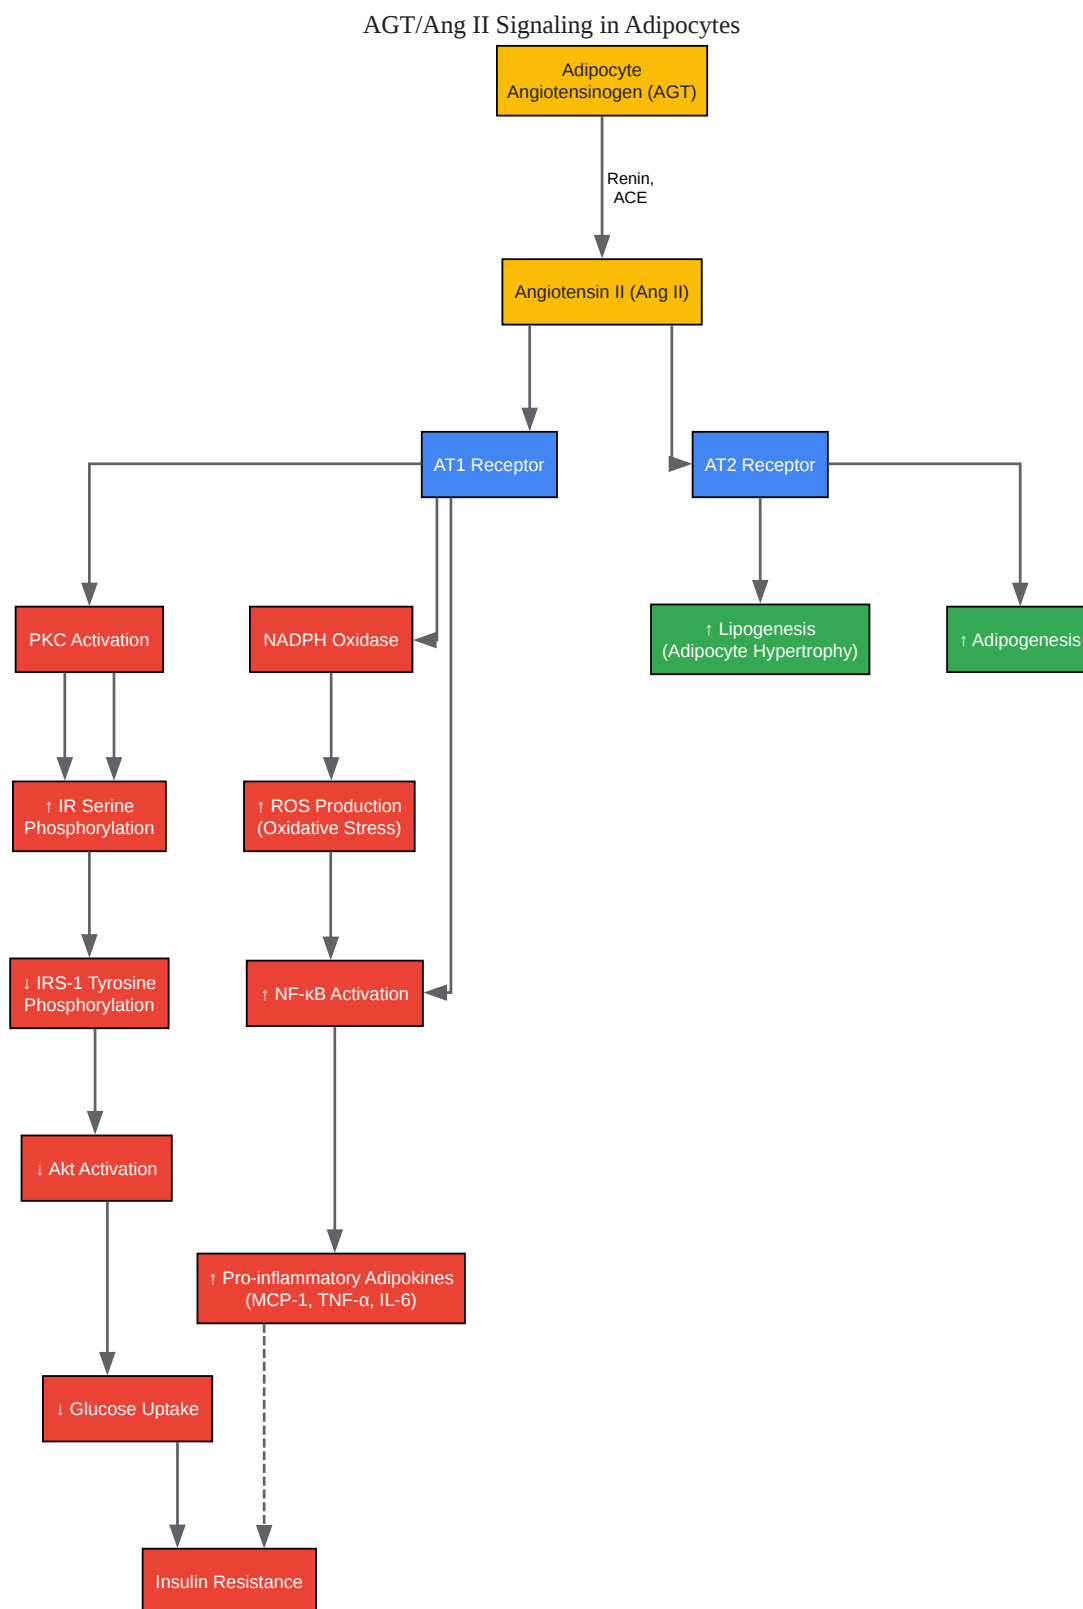 AGT/Ang II Signaling in Adipocytes
Adipocyte
Angiotensinogen (AGT)
Renin,
ACE
Angiotensin II (Ang II)
AT1 Receptor
AT2 Receptor
PKC Activation
NADPH Oxidase
↑ Lipogenesis
(Adipocyte Hypertrophy)
↑ Adipogenesis
↑ IR Serine
Phosphorylation
↑ ROS Production
(Oxidative Stress)
↓ IRS-1 Tyrosine
Phosphorylation
↑ NF-κB Activation
↓ Akt Activation
↑ Pro-inflammatory Adipokines
(MCP-1, TNF-α, IL-6)
↓ Glucose Uptake
Insulin Resistance